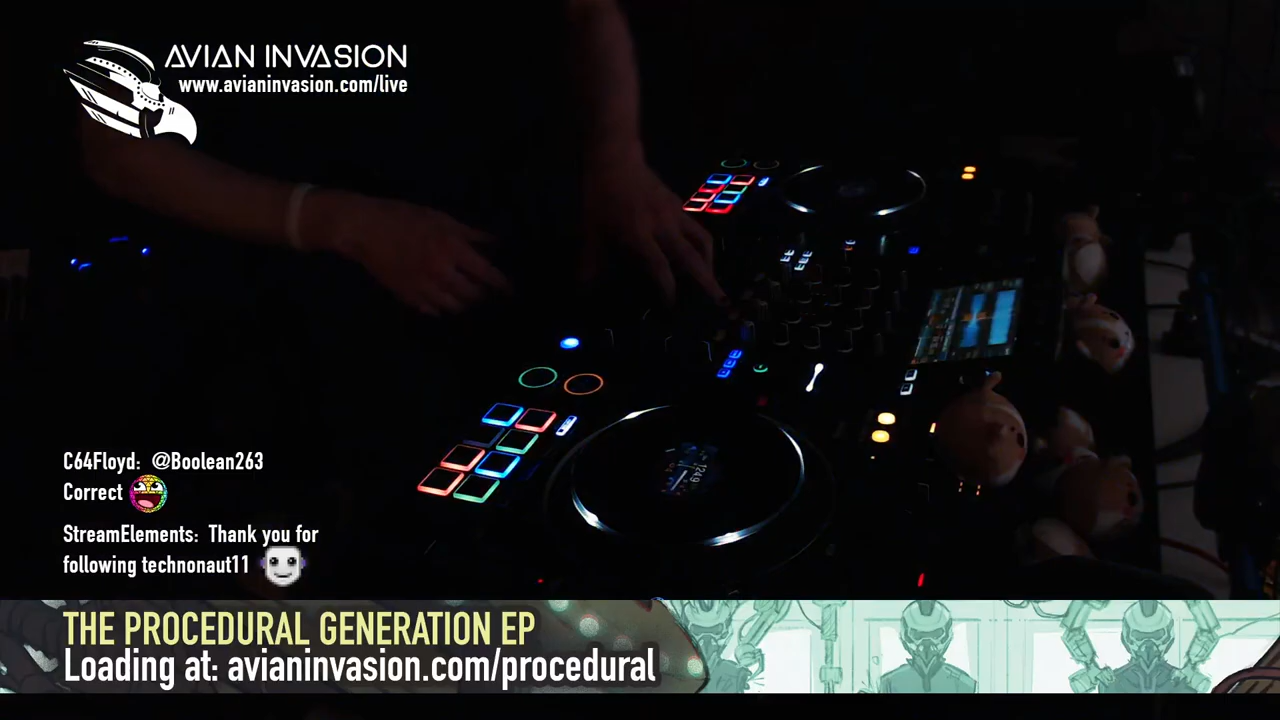 AVIAN INVASION
www.avianinvasion.com/live
C64Floyd: @Boolean263
Correct
StreamElements: Thank you for
following technonaut11
THE PROCEDURAL GENERATION EP
Loading at: avianinvasion.com/procedural